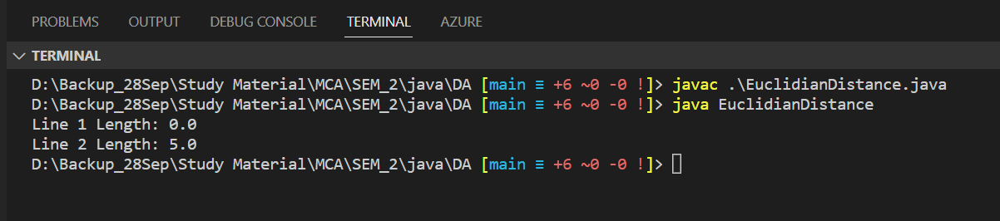 PROBLEMS OUTPUT DEBUG CONSOLE TERMINAL AZURE
TERMINAL
D:\Backup_28Sep\Study Material\MCA\SEM_2\java\DA [main ≡ +6 ~0 -0 !]> javac .\EuclidianDistance.java
D:\Backup_28Sep\Study Material\MCA\SEM_2\java\DA [main ≡ +6 ~0 -0 !]> java EuclidianDistance
Line 1 Length: 0.0
Line 2 Length: 5.0
D:\Backup_28Sep\Study Material\MCA\SEM_2\java\DA [main ≡ +6 ~0 -0 !]>